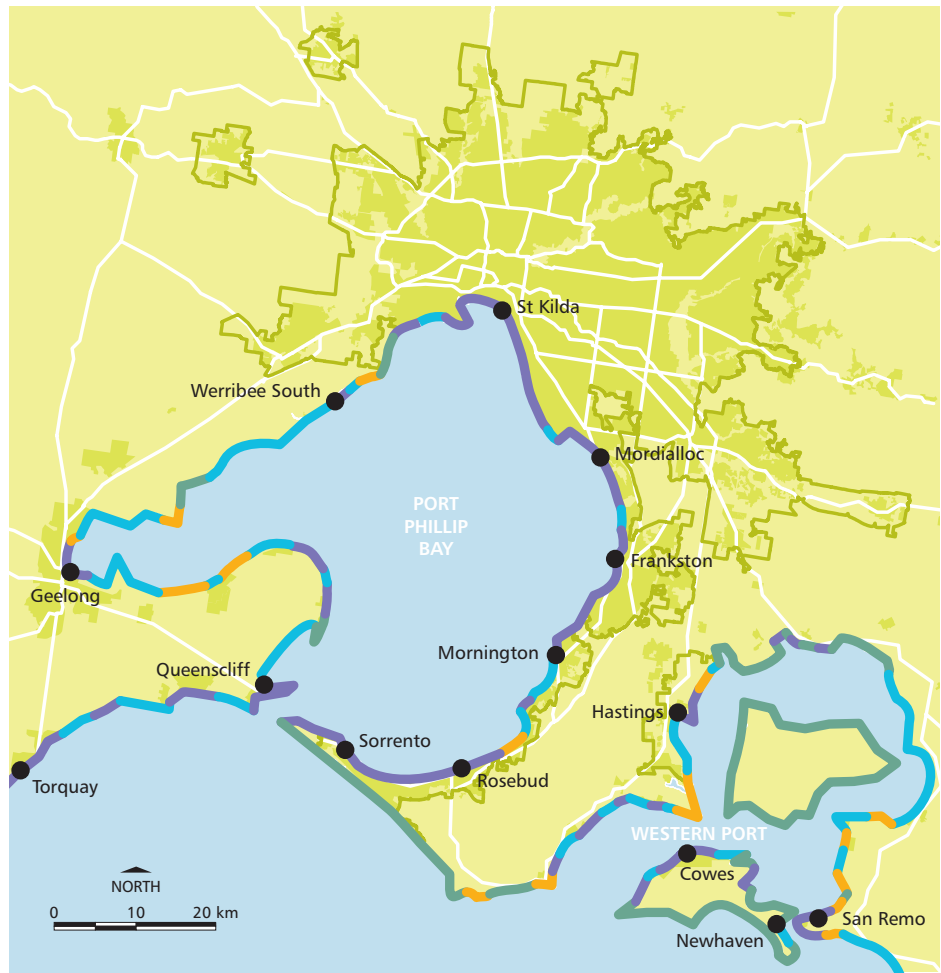 St Kilda
Werribee South
Mordialloc
PORT
PHILLIP
BAY
Frankston
Geelong
Mornington
Queenscliff
Hastings
Sorrento
Rosebud
Torquay
WESTERN PORT
Cowes
NORTH
San Remo
Newhaven
0 10 20 km